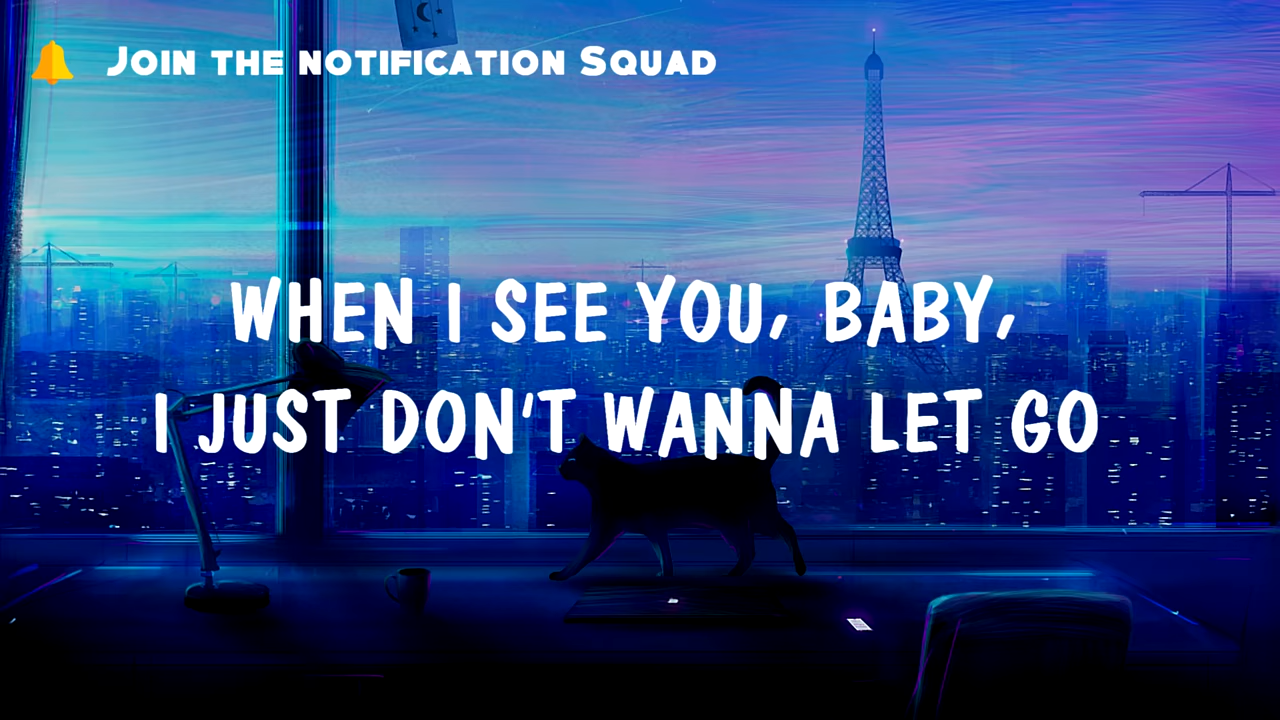 Join the notification Squad
WHEN I SEE YOU, BABY,
I JUST DON'T WANNA LET GO